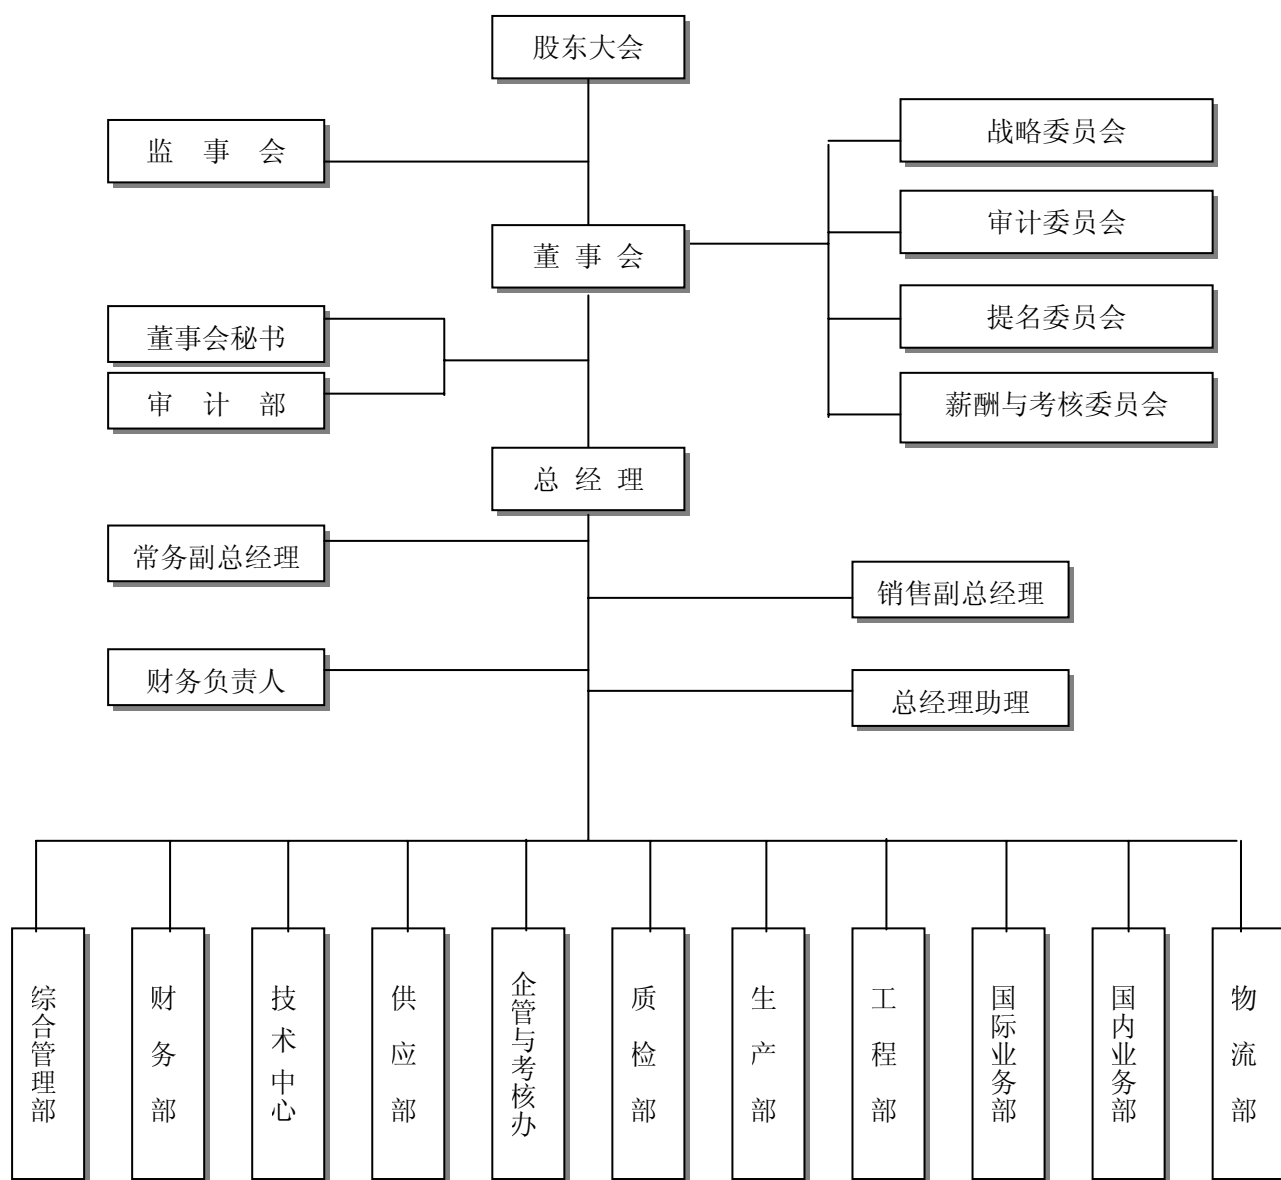 股东大会
监 事 会
战略委员会
审计委员会
董 事 会
提名委员会
董事会秘书
审 计 部
薪酬与考核委员会
总 经 理
常务副总经理
销售副总经理
财务负责人
总经理助理
综合管理部
财务部
技术中心
供应部
企管与考核办
质检部
生产部
工程部
国际业务部
国内业务部
物流部